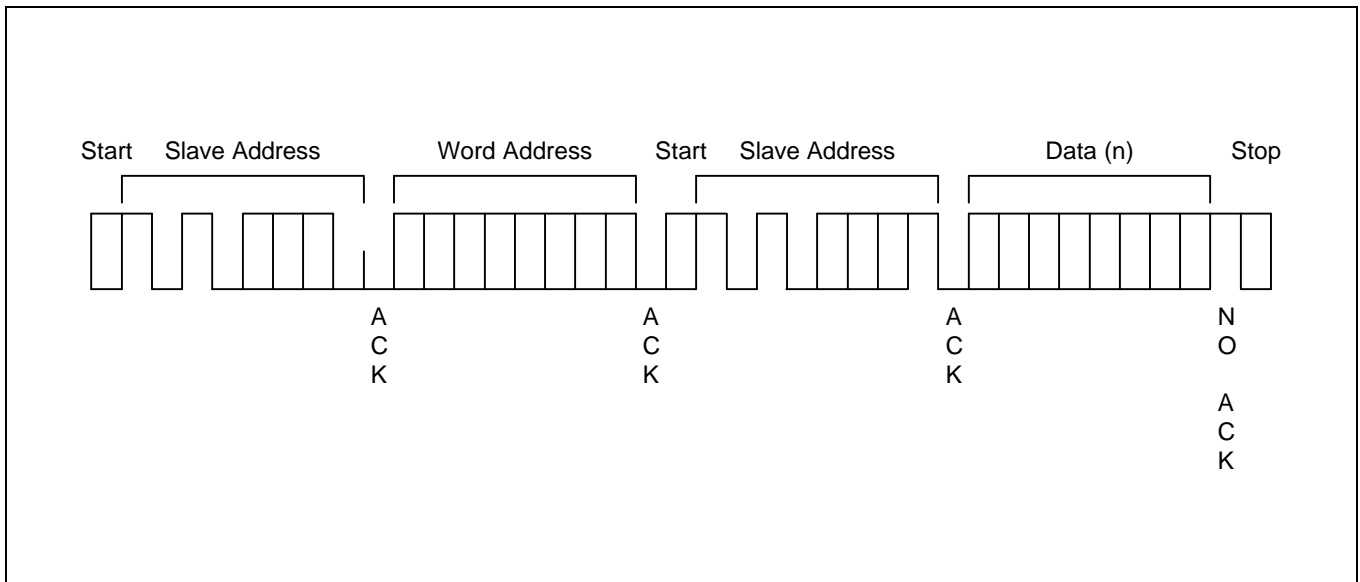 Start Slave Address Word Address Start Slave Address Data (n) Stop
A A A N
C C C O
K K K
A
C
K